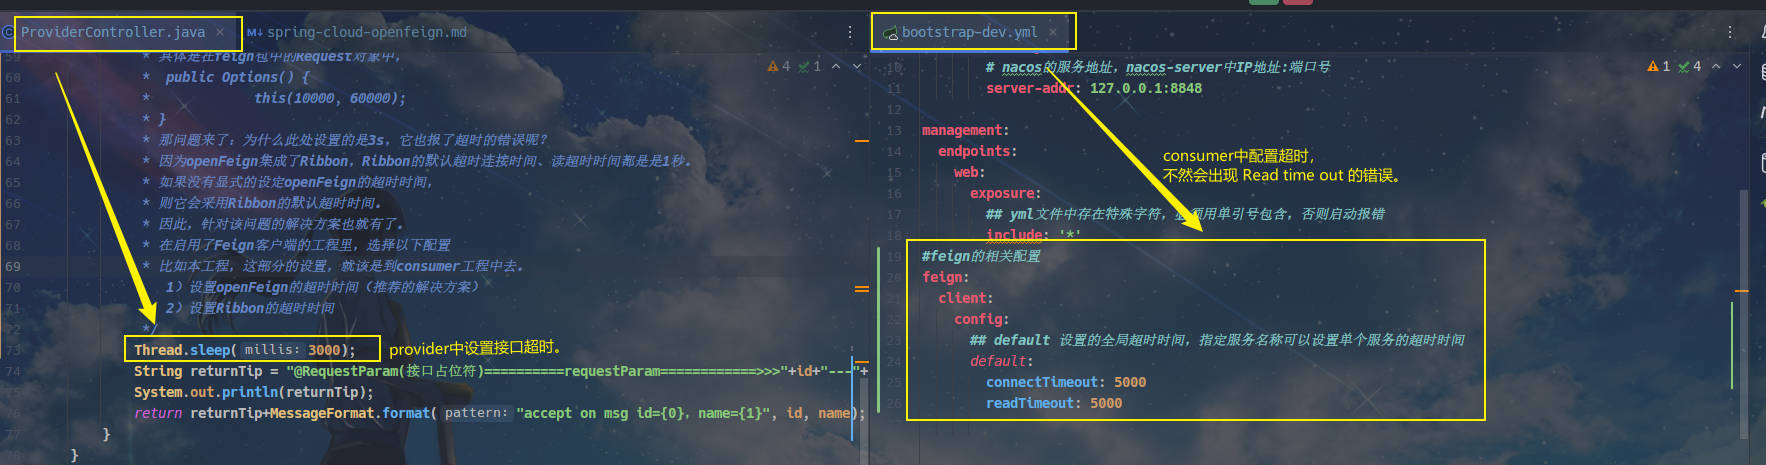 ProviderController.java
spring-cloud-openfeign.md
59 * 具体是在feign包中的Request对象中，
60 * public Options() {
61 * this(10000, 60000);
62 * }
63 * 那问题来了：为什么此处设置的是3s，它也报了超时的错误呢？
64 * 因为openFeign集成了Ribbon，Ribbon的默认超时连接时间、读超时时间都是是1秒。
65 * 如果没有显式的设定openFeign的超时时间，
66 * 则它会采用Ribbon的默认超时时间。
67 * 因此，针对该问题的解决方案也就有了。
68 * 在启用了Feign客户端的工程里，选择以下配置
69 * 比如本工程，这部分的设置，就该是到consumer工程中去。
70 1）设置openFeign的超时时间（推荐的解决方案）
71 2）设置Ribbon的超时时间
72 */
73 Thread.sleep( millis: 3000);
provider中设置接口超时。
74 String returnTip = "@RequestParam(接口占位符)==========requestParam============>>>"+id+"---"+
75 System.out.println(returnTip);
76 return returnTip+MessageFormat.format( pattern: "accept on msg id={0}，name={1}", id, name);
77 }
78 }
4
1
bootstrap-dev.yml
10 # nacos的服务地址，nacos-server中IP地址:端口号
11 server-addr: 127.0.0.1:8848
12
13 management:
14 endpoints:
15 web:
16 exposure:
17 ## yml文件中存在特殊字符，必须用单引号包含，否则启动报错
18 include: '*'
19 #feign的相关配置
20 feign:
21 client:
22 config:
23 ## default 设置的全局超时时间，指定服务名称可以设置单个服务的超时时间
24 default:
25 connectTimeout: 5000
26 readTimeout: 5000
1
4
consumer中配置超时，
不然会出现 Read time out 的错误。